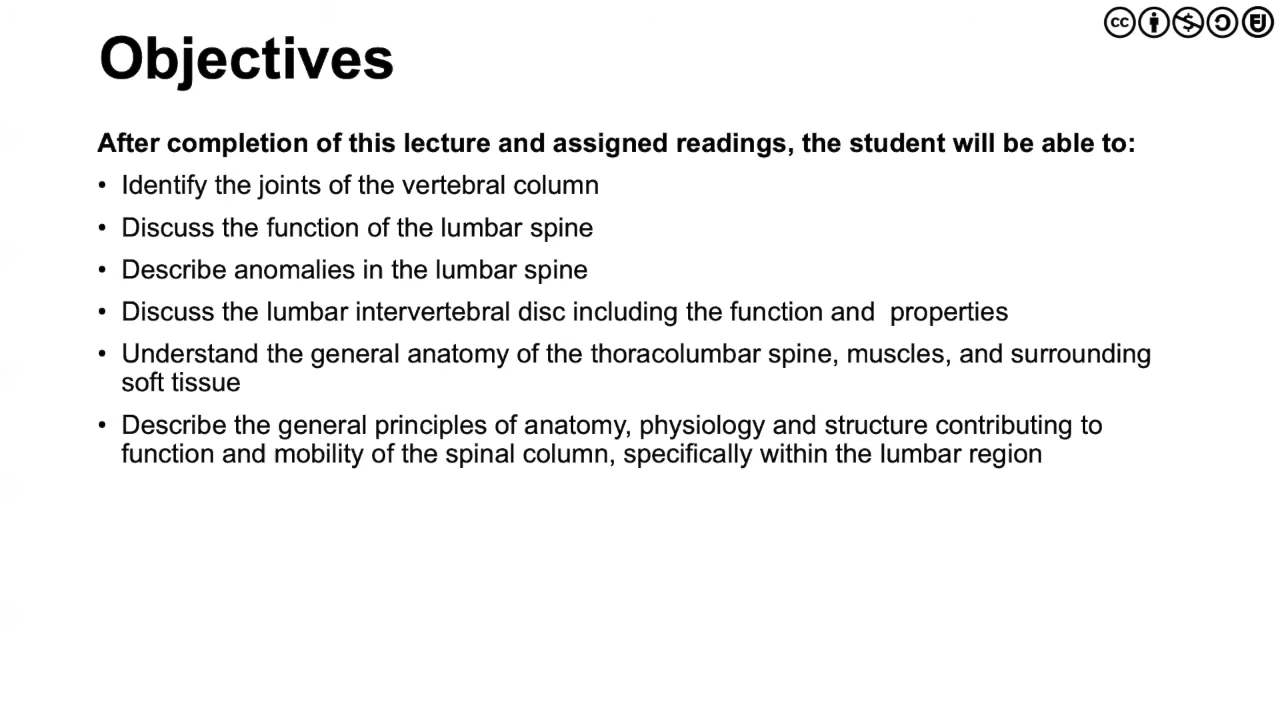 Objectives
After completion of this lecture and assigned readings, the student will be able to:
• Identify the joints of the vertebral column
• Discuss the function of the lumbar spine
• Describe anomalies in the lumbar spine
• Discuss the lumbar intervertebral disc including the function and  properties
• Understand the general anatomy of the thoracolumbar spine, muscles, and surrounding
soft tissue
• Describe the general principles of anatomy, physiology and structure contributing to
function and mobility of the spinal column, specifically within the lumbar region